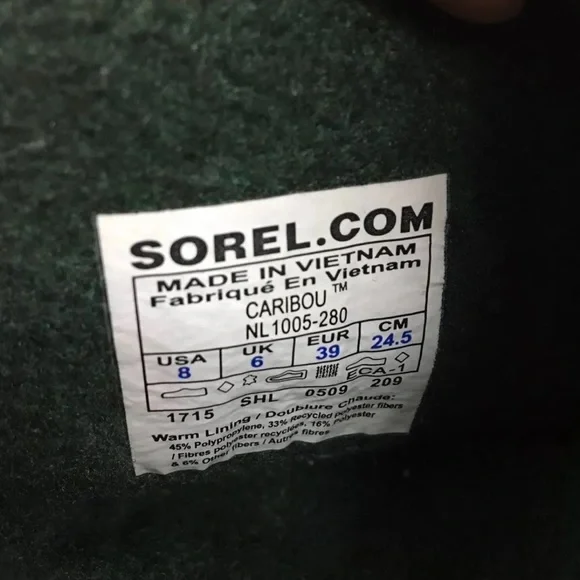 SOREL.COM
MADE IN VIETNAM
Fabriqué En Vietnam
CARIBOU™
NL1005-280
USA UK EUR CM
8 6 39 24.5
ECA-1
1715 SHL 0509 209
Warm Lining / Doublure Chaude:
45% Polypropylene, 33% Recycled Polyester fibers
/ Fibres polyester recyclées, 16% Polyester
& 6% Other fibers / Autres fibres